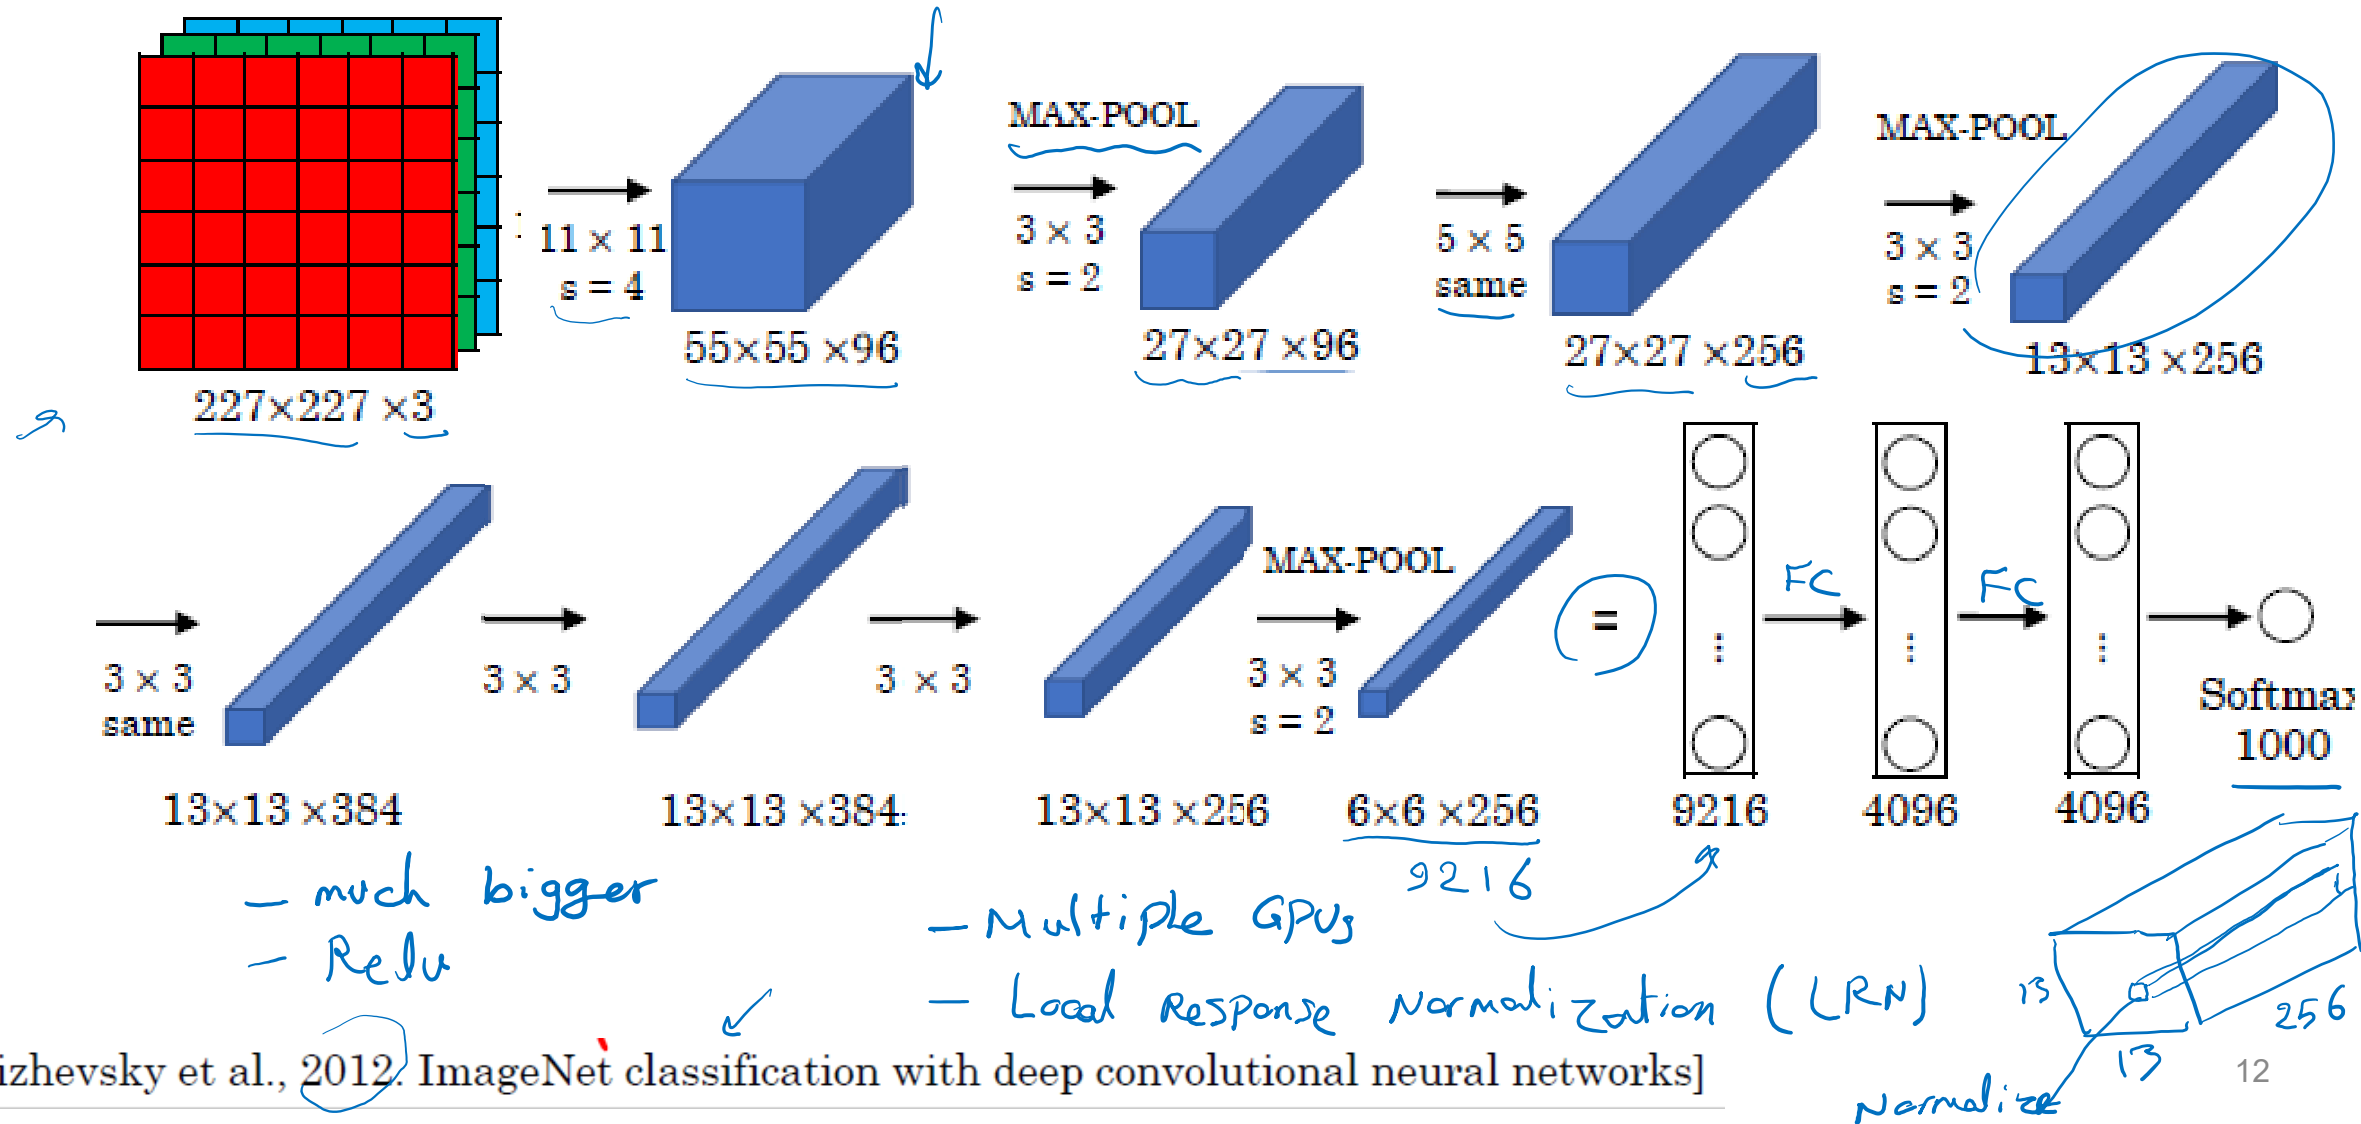 MAX-POOL
MAX-POOL
11 × 11
s = 4
3 × 3
s = 2
5 × 5
same
3 × 3
s = 2
227×227 ×3
55×55 ×96
27×27 ×96
27×27 ×256
13×13 ×256
MAX-POOL
FC
FC
=
3 × 3
same
3 × 3
3 × 3
3 × 3
s = 2
Softmax
1000
13×13 ×384
13×13 ×384
13×13 ×256
6×6 ×256
9216
4096
4096
9216
- much bigger
- Relu
- Multiple GPUs
- Local Response Normalization (LRN)
13
13
256
Normalize
izhevsky et al., 2012. ImageNet classification with deep convolutional neural networks]
12